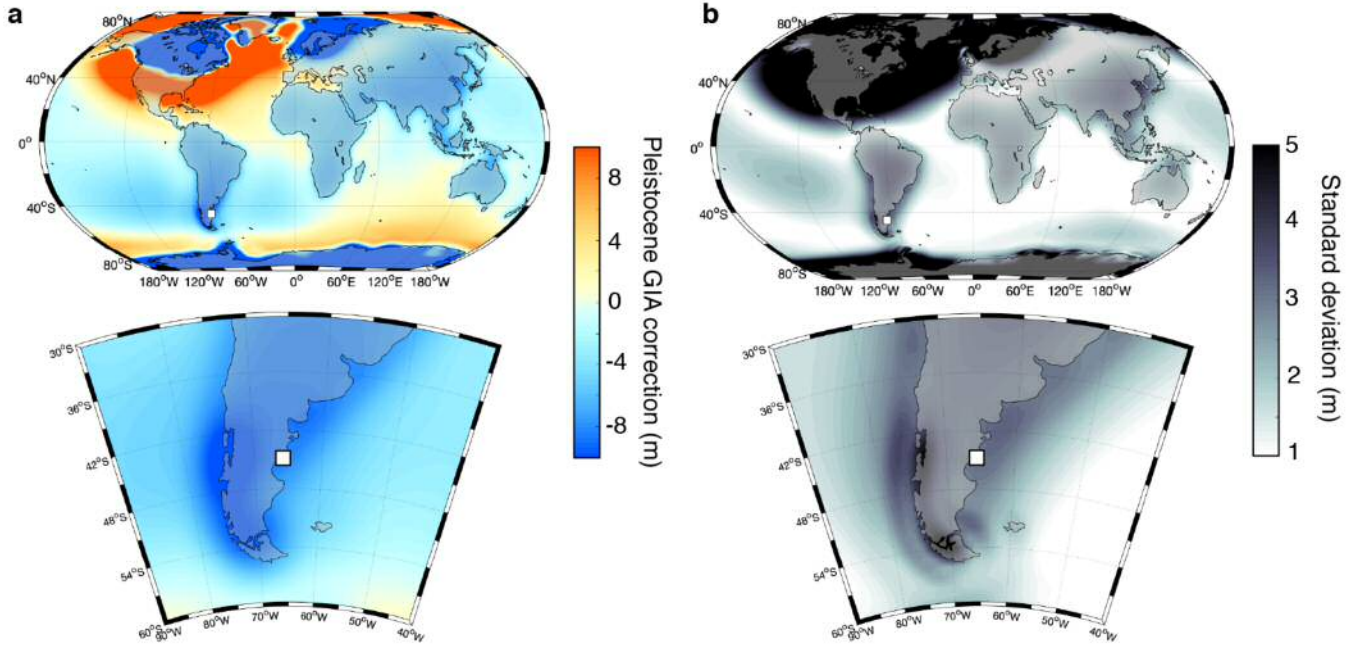 a
80°N
40°N
0°
40°S
80°S
180°W 120°W 60°W 0°E 60°E 120°E 180°W
Pleistocene GIA correction (m)
8
4
0
-4
-8
30°S
36°S
42°S
48°S
54°S
60°S
90°W 80°W 70°W 60°W 50°W 40°W
b
80°N
40°N
0°
40°S
80°S
180°W 120°W 60°W 0°E 60°E 120°E 180°W
Standard deviation (m)
5
4
3
2
1
30°S
36°S
42°S
48°S
54°S
60°S
90°W 80°W 70°W 60°W 50°W 40°W